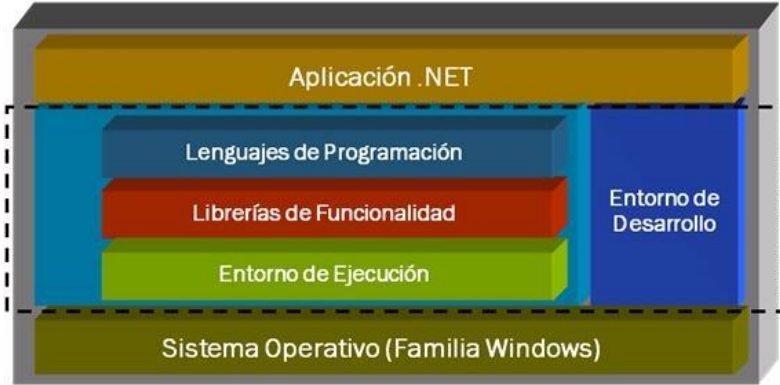 Aplicación .NET
Lenguajes de Programación
Librerías de Funcionalidad
Entorno de Ejecución
Entorno de
Desarrollo
Sistema Operativo (Familia Windows)